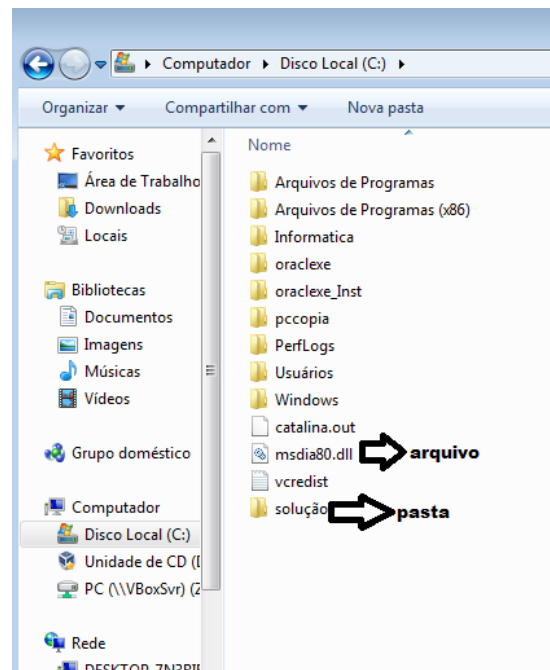 Computador Disco Local (C:)
Organizar Compartilhar com Nova pasta
Favoritos
Área de Trabalho
Downloads
Locais
Bibliotecas
Documentos
Imagens
Músicas
Vídeos
Grupo doméstico
Computador
Disco Local (C:)
Unidade de CD (
PC (\\VBoxSvr) (
Rede
Nome
Arquivos de Programas
Arquivos de Programas (x86)
Informatica
oraclexe
oraclexe_Inst
pccopia
PerfLogs
Usuários
Windows
catalina.out
msdia80.dll arquivo
vcredist
solução pasta